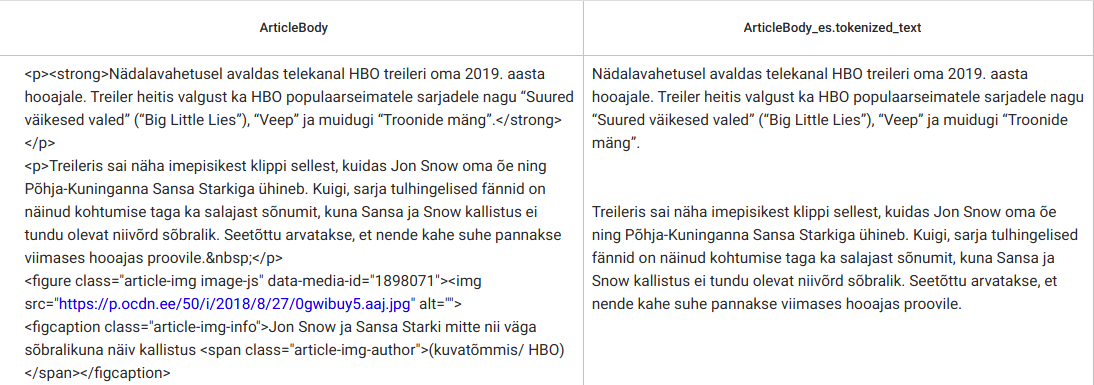 ArticleBody
ArticleBody_es.tokenized_text
<p><strong>Nädalavahetusel avaldas telekanal HBO treileri oma 2019. aasta
hooajale. Treiler heitis valgust ka HBO populaarseimatele sarjadele nagu “Suured
väikesed valed” (“Big Little Lies”), “Veep” ja muidugi “Troonide mäng”.</strong>
</p>
<p>Treileris sai näha imepisikest klippi sellest, kuidas Jon Snow oma õe ning
Põhja-Kuninganna Sansa Starkiga ühineb. Kuigi, sarja tulhingelised fännid on
näinud kohtumise taga ka salajast sõnumit, kuna Sansa ja Snow kallistus ei
tundu olevat niivõrd sõbralik. Seetõttu arvatakse, et nende kahe suhe pannakse
viimases hooajas proovile.&nbsp;</p>
<figure class="article-img image-js" data-media-id="1898071"><img
src="https://p.ocdn.ee/50/i/2018/8/27/0gwibuy5.aaj.jpg" alt="">
<figcaption class="article-img-info">Jon Snow ja Sansa Starki mitte nii väga
sõbralikuna näiv kallistus <span class="article-img-author">(kuvatõmmis/ HBO)
</span></figcaption>
Nädalavahetusel avaldas telekanal HBO treileri oma 2019. aasta
hooajale. Treiler heitis valgust ka HBO populaarseimatele sarjadele nagu
“Suured väikesed valed” (“Big Little Lies”), “Veep” ja muidugi “Troonide
mäng”.
Treileris sai näha imepisikest klippi sellest, kuidas Jon Snow oma õe
ning Põhja-Kuninganna Sansa Starkiga ühineb. Kuigi, sarja tulhingelised
fännid on näinud kohtumise taga ka salajast sõnumit, kuna Sansa ja
Snow kallistus ei tundu olevat niivõrd sõbralik. Seetõttu arvatakse, et
nende kahe suhe pannakse viimases hooajas proovile.